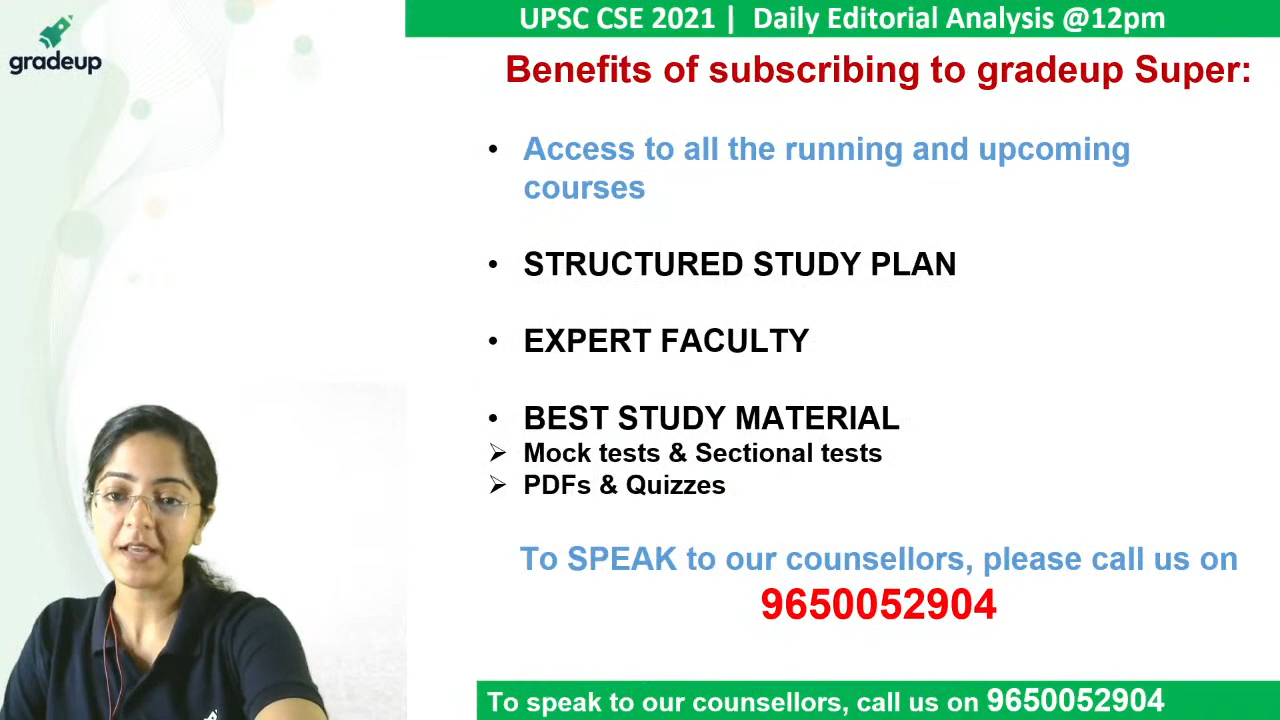 gradeup
UPSC CSE 2021 | Daily Editorial Analysis @12pm
Benefits of subscribing to gradeup Super:
• Access to all the running and upcoming
courses
• STRUCTURED STUDY PLAN
• EXPERT FACULTY
• BEST STUDY MATERIAL
➢ Mock tests & Sectional tests
➢ PDFs & Quizzes
To SPEAK to our counsellors, please call us on
9650052904
To speak to our counsellors, call us on 9650052904